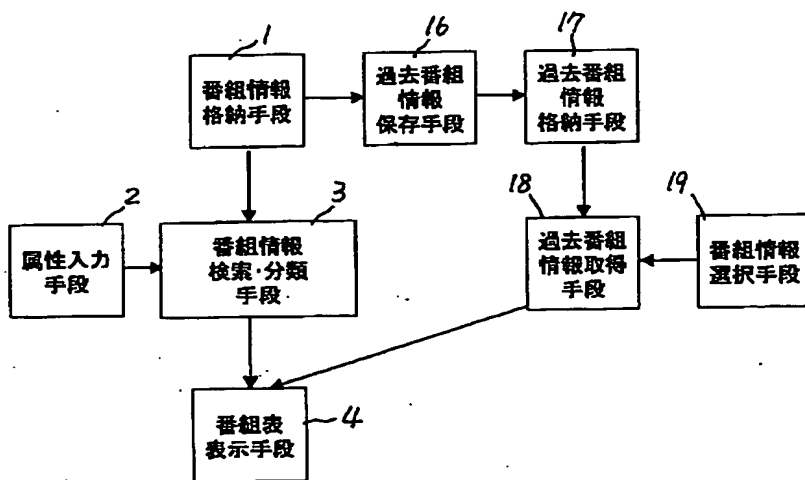 1
番組情報
格納手段
16
過去番組
情報
保存手段
17
過去番組
情報
格納手段
2
属性入力
手段
3
番組情報
検索・分類
手段
18
過去番組
情報取得
手段
19
番組情報
選択手段
番組表
表示手段
4